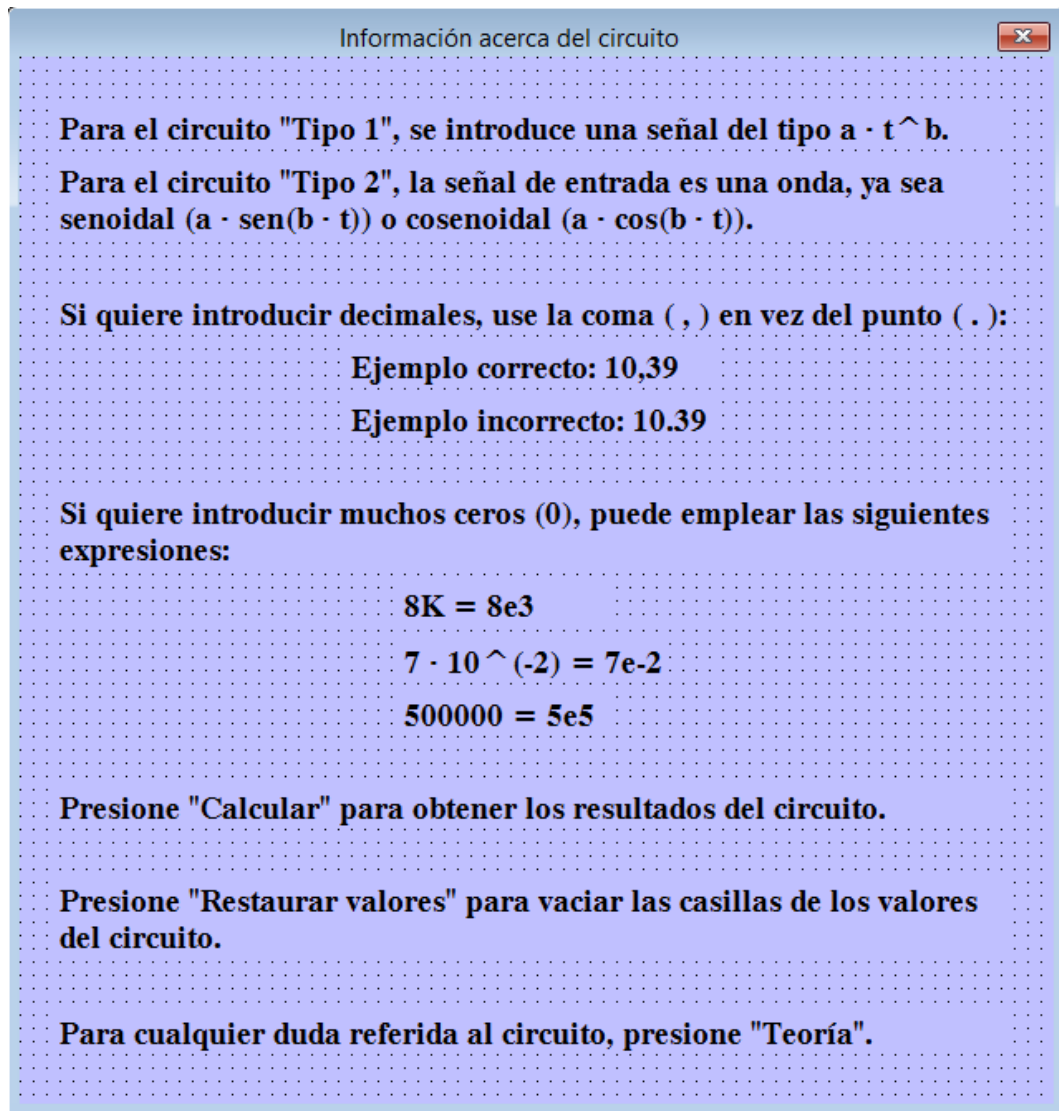 Información acerca del circuito
Para el circuito "Tipo 1", se introduce una señal del tipo a · t^b.
Para el circuito "Tipo 2", la señal de entrada es una onda, ya sea
senoidal (a · sen(b · t)) o cosenoidal (a · cos(b · t)).
Si quiere introducir decimales, use la coma ( , ) en vez del punto ( . ):
Ejemplo correcto: 10,39
Ejemplo incorrecto: 10.39
Si quiere introducir muchos ceros (0), puede emplear las siguientes
expresiones:
8K = 8e3
7 · 10^(-2) = 7e-2
500000 = 5e5
Presione "Calcular" para obtener los resultados del circuito.
Presione "Restaurar valores" para vaciar las casillas de los valores
del circuito.
Para cualquier duda referida al circuito, presione "Teoría".